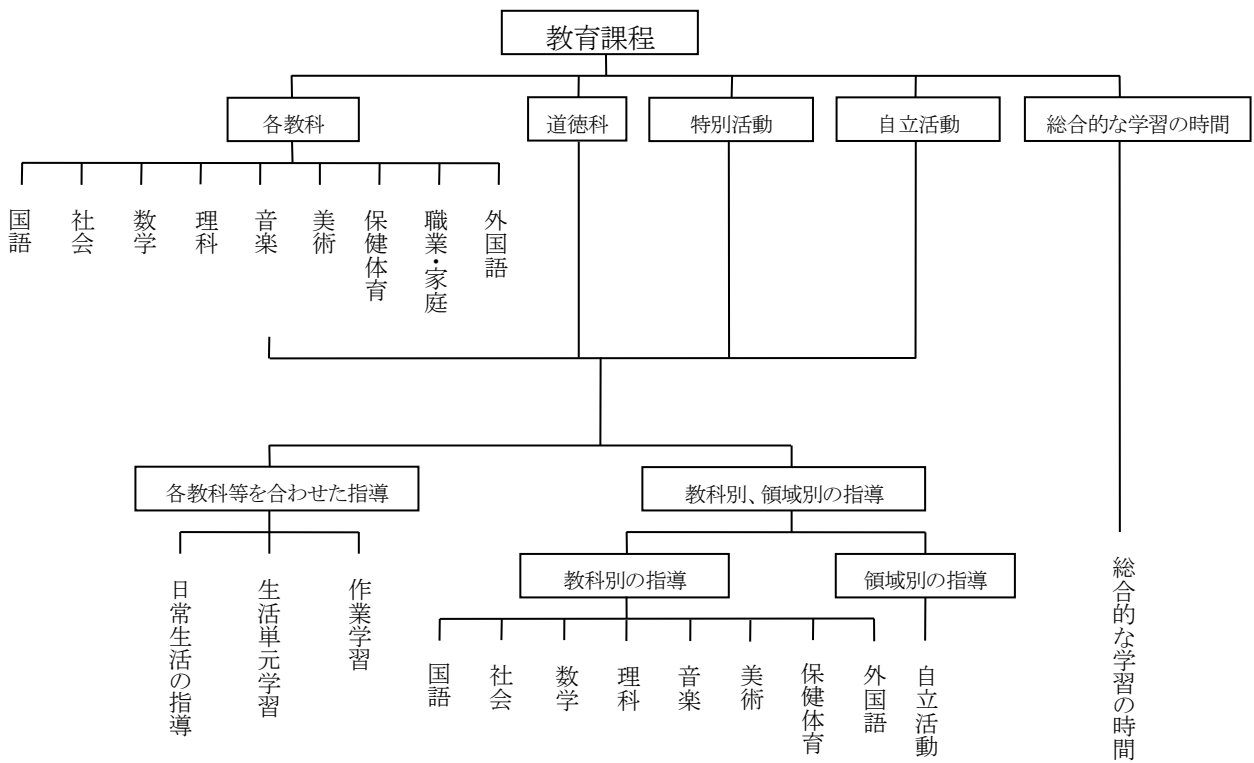 教育課程
各教科
道徳科
特別活動
自立活動
総合的な学習の時間
国語
社会
数学
理科
音楽
美術
保健体育
職業・家庭
外国語
各教科等を合わせた指導
教科別、領域別の指導
教科別の指導
領域別の指導
日常生活の指導
生活単元学習
作業学習
国語
社会
数学
理科
音楽
美術
保健体育
外国語
自立活動
総合的な学習の時間